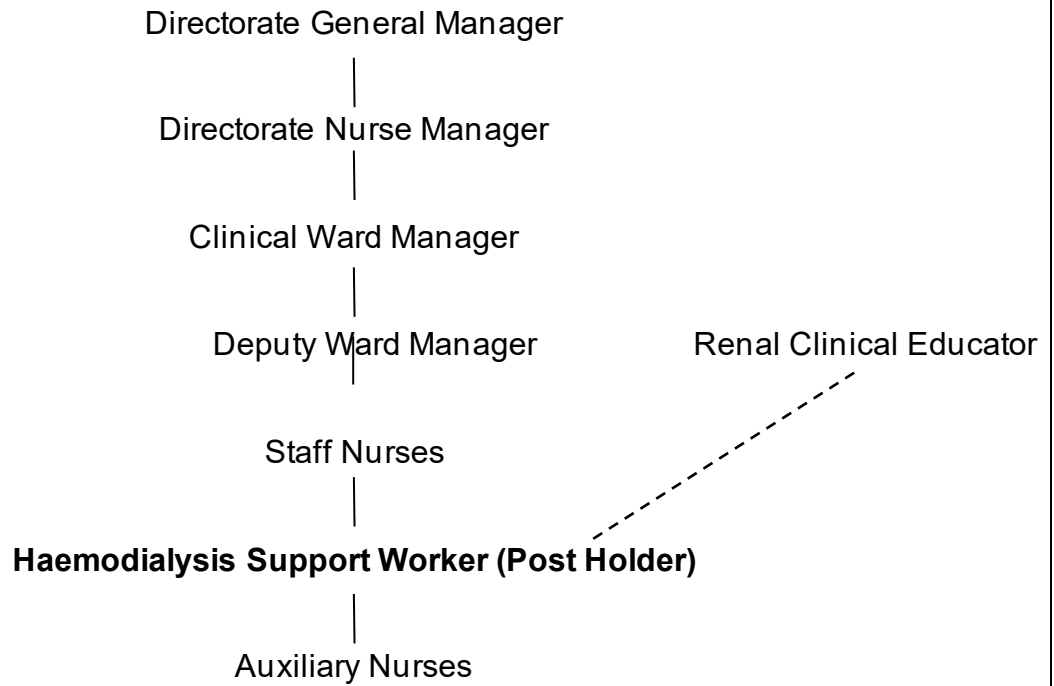 Directorate General Manager
Directorate Nurse Manager
Clinical Ward Manager
Deputy Ward Manager
Renal Clinical Educator
Staff Nurses
Haemodialysis Support Worker (Post Holder)
Auxiliary Nurses